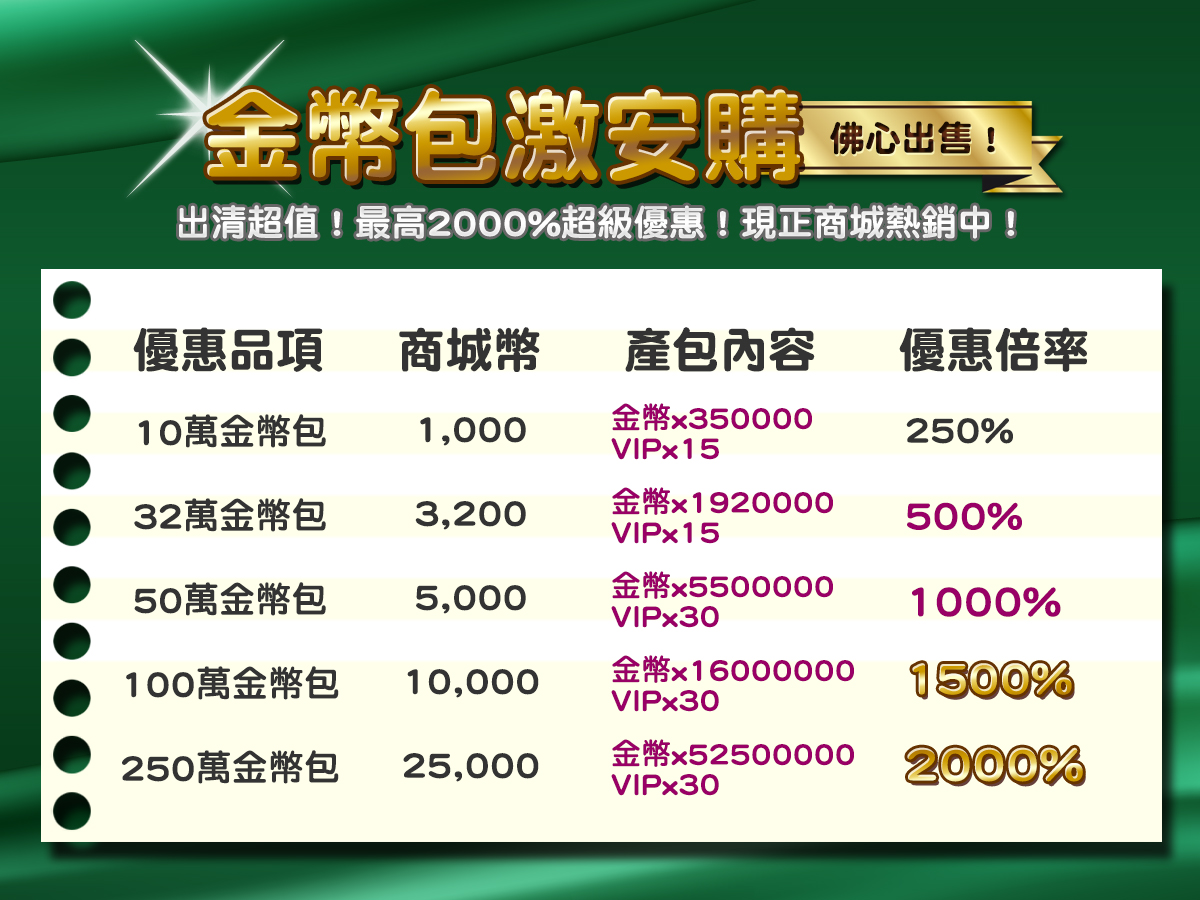 金幣包激安購
佛心出售！
出清超值！最高2000%超級優惠！現正商城熱銷中！
優惠品項 商城幣 產包內容 優惠倍率
10萬金幣包 1,000 金幣x350000 250%
VIPx15
32萬金幣包 3,200 金幣x1920000 500%
VIPx15
50萬金幣包 5,000 金幣x5500000 1000%
VIPx30
100萬金幣包 10,000 金幣x16000000 1500%
VIPx30
250萬金幣包 25,000 金幣x52500000 2000%
VIPx30